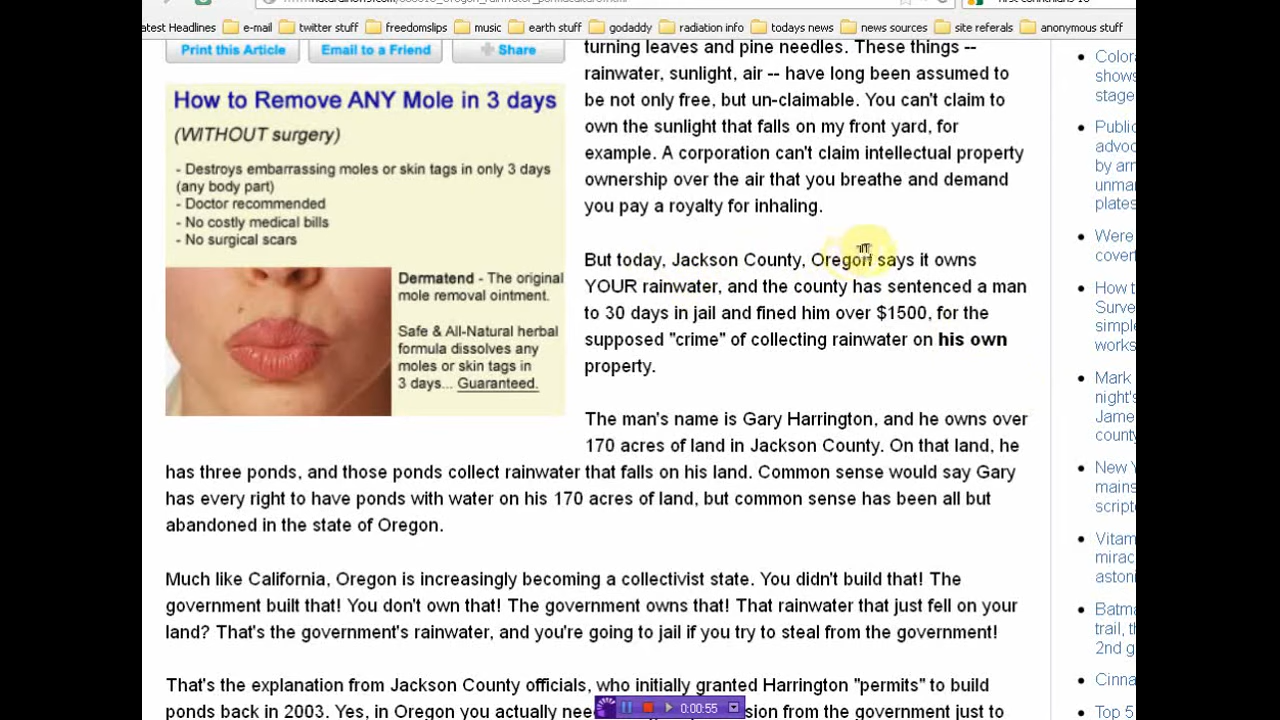 atest Headlines e-mail twitter stuff freedomslips music earth stuff godaddy radiation info todays news news sources site referals anonymous stuff
Print this Article Email to a Friend Share
How to Remove ANY Mole in 3 days
(WITHOUT surgery)
- Destroys embarrassing moles or skin tags in only 3 days
(any body part)
- Doctor recommended
- No costly medical bills
- No surgical scars
Dermatend - The original
mole removal ointment.
Safe & All-Natural herbal
formula dissolves any
moles or skin tags in
3 days... Guaranteed.
turning leaves and pine needles. These things --
rainwater, sunlight, air -- have long been assumed to
be not only free, but un-claimable. You can't claim to
own the sunlight that falls on my front yard, for
example. A corporation can't claim intellectual property
ownership over the air that you breathe and demand
you pay a royalty for inhaling.
But today, Jackson County, Oregon says it owns
YOUR rainwater, and the county has sentenced a man
to 30 days in jail and fined him over $1500, for the
supposed "crime" of collecting rainwater on his own
property.
The man's name is Gary Harrington, and he owns over
170 acres of land in Jackson County. On that land, he
has three ponds, and those ponds collect rainwater that falls on his land. Common sense would say Gary
has every right to have ponds with water on his 170 acres of land, but common sense has been all but
abandoned in the state of Oregon.
Much like California, Oregon is increasingly becoming a collectivist state. You didn't build that! The
government built that! You don't own that! The government owns that! That rainwater that just fell on your
land? That's the government's rainwater, and you're going to jail if you try to steal from the government!
That's the explanation from Jackson County officials, who initially granted Harrington "permits" to build
ponds back in 2003. Yes, in Oregon you actually nee sion from the government just to
0:00:55
Colora
shows
stage
Public
advoc
by arm
unma
plates
Were
covert
How t
Surve
simple
works
Mark
night's
Jame
county
New Y
mains
scripte
Vitam
mirac
astoni
Batma
trail, th
2nd g
Cinna
Top 5